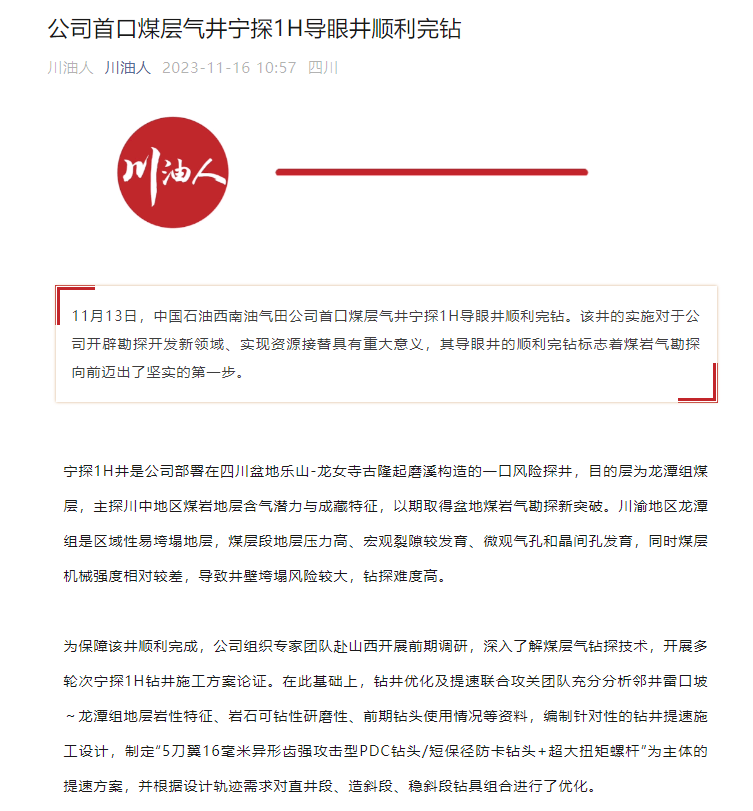 公司首口煤层气井宁探1H导眼井顺利完钻
川油人 川油人 2023-11-16 10:57 四川
川油人
11月13日，中国石油西南油气田公司首口煤层气井宁探1H导眼井顺利完钻。该井的实施对于公
司开辟勘探开发新领域、实现资源接替具有重大意义，其导眼井的顺利完钻标志着煤岩气勘探
向前迈出了坚实的第一步。
宁探1H井是公司部署在四川盆地乐山-龙女寺古隆起磨溪构造的一口风险探井，目的层为龙潭组煤
层，主探川中地区煤岩地层含气潜力与成藏特征，以期取得盆地煤岩气勘探新突破。川渝地区龙潭
组是区域性易垮塌地层，煤层段地层压力高、宏观裂隙较发育、微观气孔和晶间孔发育，同时煤层
机械强度相对较差，导致井壁垮塌风险较大，钻探难度高。
为保障该井顺利完成，公司组织专家团队赴山西开展前期调研，深入了解煤层气钻探技术，开展多
轮次宁探1H钻井施工方案论证。在此基础上，钻井优化及提速联合攻关团队充分分析邻井雷口坡
～龙潭组地层岩性特征、岩石可钻性研磨性、前期钻头使用情况等资料，编制针对性的钻井提速施
工设计，制定“5刀翼16毫米异形齿强攻击型PDC钻头/短保径防卡钻头+超大扭矩螺杆”为主体的
提速方案，并根据设计轨迹需求对直井段、造斜段、稳斜段钻具组合进行了优化。